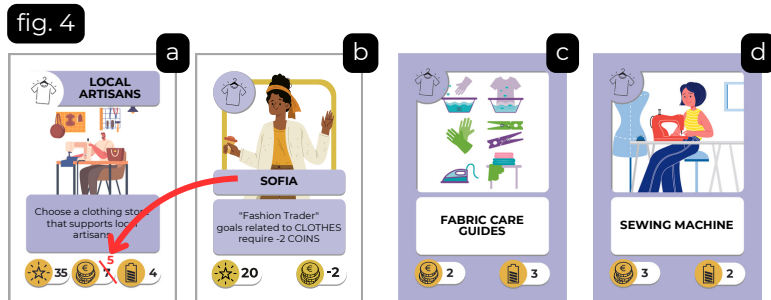 fig. 4
a
LOCAL
ARTISANS
Choose a clothing store
that supports local
artisans
35
7
5
4
b
SOFIA
"Fashion Trader"
goals related to CLOTHES
require -2 COINS
20
-2
c
FABRIC CARE
GUIDES
2
3
d
SEWING MACHINE
3
2